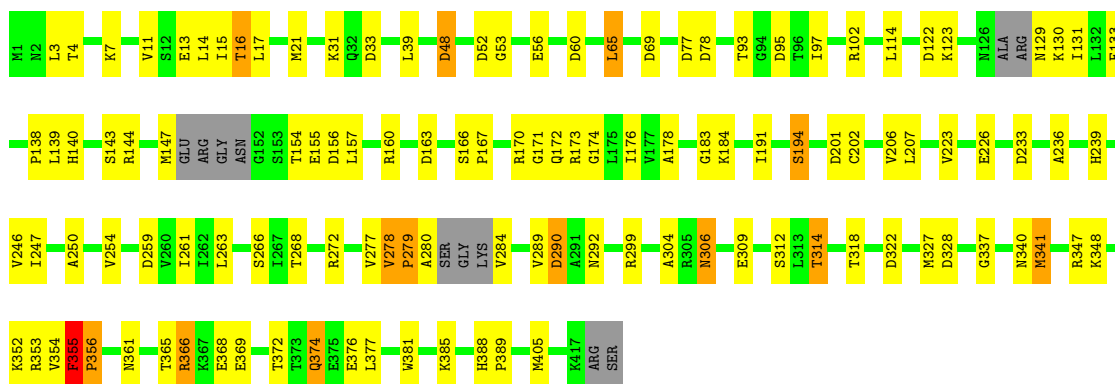 M1 N2 L3 T4 K7 V11 S12 E13 L14 I15 T16 L17 M21 K31 Q32 D33 L39 D48 D52 G53 E56 D60 L65 D69 D77 D78 T93 G94 D95 T96 I97 R102 L114 D122 K123 N126 ALA ARG N129 K130 I131 L132
P138 L139 H140 S143 R144 M147 GLU ARG GLY ASN G152 S153 T154 E155 D156 L157 R160 D163 S166 P167 R170 G171 Q172 R173 G174 L175 I176 V177 A178 G183 K184 I191 S194 D201 C202 V206 L207 V223 E226 D233 A236 H239
V246 I247 A250 V254 D259 V260 I261 I262 L263 S266 I267 T268 R272 V277 V278 P279 A280 SER GLY LYS V284 V289 D290 A291 N292 R299 A304 R305 N306 E309 S312 L313 T314 T318 D322 M327 D328 G337 N340 M341 R347 K348
K352 R353 V354 F355 P356 N361 T365 R366 K367 E368 E369 T372 T373 Q374 E375 E376 L377 W381 K385 H388 P389 M405 K417 ARG SER